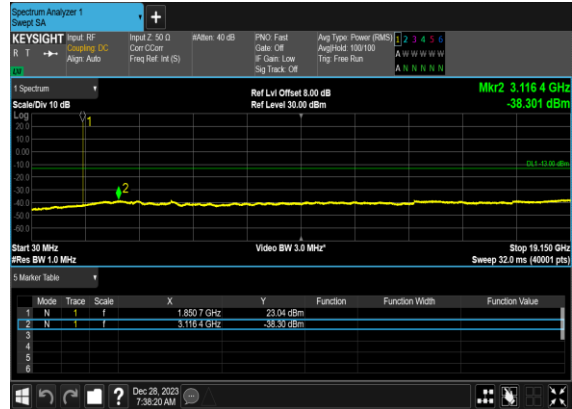 Spectrum Analyzer 1
Swept SA
+
KEYSIGHT Input: RF Input Z: 50 Ω #Atten: 40 dB PNO: Fast Avg Type: Power (RMS) 1 2 3 4 5 6
R T Coupling: DC Corr CCorr Gate: Off Avg|Hold: 100/100 A W W W W W
Align: Auto Freq Ref: Int (S) IF Gain: Low Trig: Free Run
Sig Track: Off A N N N N N
1 Spectrum Ref Lvl Offset 8.00 dB Mkr2 3.116 4 GHz
Scale/Div 10 dB Ref Level 30.00 dBm -38.301 dBm
Log
20.0
10.0
0.00
-10.0
-20.0
-30.0
-40.0
-50.0
-60.0
1
2
DL1 -13.00 dBm
Start 30 MHz Video BW 3.0 MHz* Stop 19.150 GHz
#Res BW 1.0 MHz Sweep 32.0 ms (40001 pts)
5 Marker Table
Mode Trace Scale X Y Function Function Width Function Value
1 N 1 f 1.850 7 GHz 23.04 dBm
2 N 1 f 3.116 4 GHz -38.30 dBm
3
4
5
6
? Dec 28, 2023
7:38:20 AM